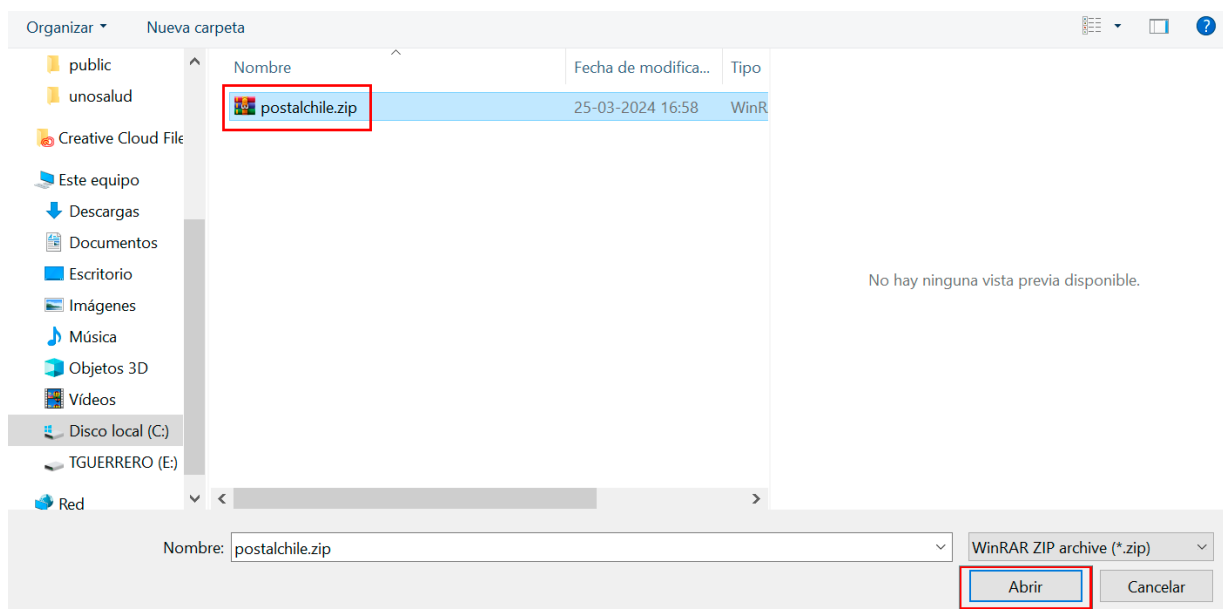 Organizar Nueva carpeta
public
unosalud
Creative Cloud File
Este equipo
Descargas
Documentos
Escritorio
Imágenes
Música
Objetos 3D
Vídeos
Disco local (C:)
TGUERRERO (E:)
Red
Nombre Fecha de modifica... Tipo
postalchile.zip 25-03-2024 16:58 WinR
No hay ninguna vista previa disponible.
Nombre: postalchile.zip WinRAR ZIP archive (*.zip)
Abrir Cancelar